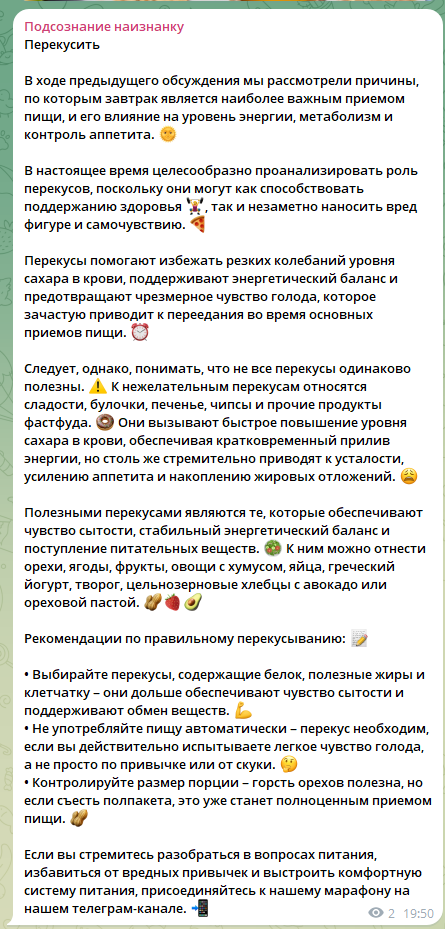 Подсознание наизнанку
Перекусить
В ходе предыдущего обсуждения мы рассмотрели причины,
по которым завтрак является наиболее важным приемом
пищи, и его влияние на уровень энергии, метаболизм и
контроль аппетита. 🌞
В настоящее время целесообразно проанализировать роль
перекусов, поскольку они могут как способствовать
поддержанию здоровья 🏋️, так и незаметно наносить вред
фигуре и самочувствию. 🍕
Перекусы помогают избежать резких колебаний уровня
сахара в крови, поддерживают энергетический баланс и
предотвращают чрезмерное чувство голода, которое
зачастую приводит к переедания во время основных
приемов пищи. ⏰
Следует, однако, понимать, что не все перекусы одинаково
полезны. ⚠️ К нежелательным перекусам относятся
сладости, булочки, печенье, чипсы и прочие продукты
фастфуда. 🍩 Они вызывают быстрое повышение уровня
сахара в крови, обеспечивая кратковременный прилив
энергии, но столь же стремительно приводят к усталости,
усилению аппетита и накоплению жировых отложений. 😩
Полезными перекусами являются те, которые обеспечивают
чувство сытости, стабильный энергетический баланс и
поступление питательных веществ. 🥗 К ним можно отнести
орехи, ягоды, фрукты, овощи с хумусом, яйца, греческий
йогурт, творог, цельнозерновые хлебцы с авокадо или
ореховой пастой. 🥜🍓🥑
Рекомендации по правильному перекусыванию: 📝
• Выбирайте перекусы, содержащие белок, полезные жиры и
клетчатку – они дольше обеспечивают чувство сытости и
поддерживают обмен веществ. 💪
• Не употребляйте пищу автоматически – перекус необходим,
если вы действительно испытываете легкое чувство голода,
а не просто по привычке или от скуки. 🤔
• Контролируйте размер порции – горсть орехов полезна, но
если съесть полпакета, это уже станет полноценным приемом
пищи. 🥜
Если вы стремитесь разобраться в вопросах питания,
избавиться от вредных привычек и выстроить комфортную
систему питания, присоединяйтесь к нашему марафону на
нашем телеграм-канале. 📲
2 19:50